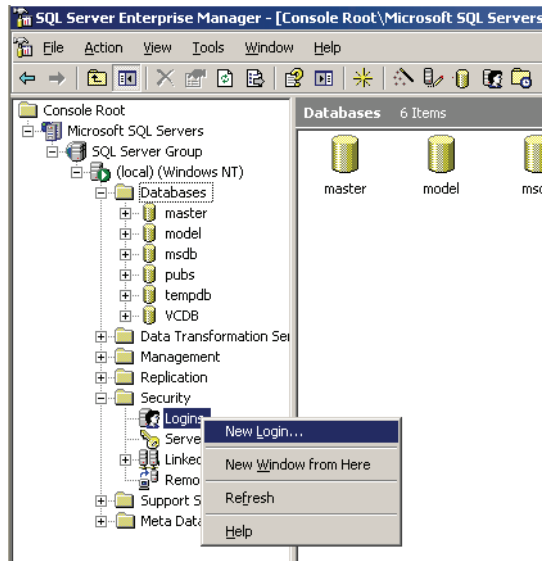 SQL Server Enterprise Manager - [Console Root\Microsoft SQL Servers
File Action View Tools Window Help
Console Root
Microsoft SQL Servers
SQL Server Group
(local) (Windows NT)
Databases
master
model
msdb
pubs
tempdb
VCDB
Data Transformation Ser
Management
Replication
Security
Logins
Serve
Linked
Remo
Support S
Meta Data
Databases 6 Items
master model msd
New Login...
New Window from Here
Refresh
Help